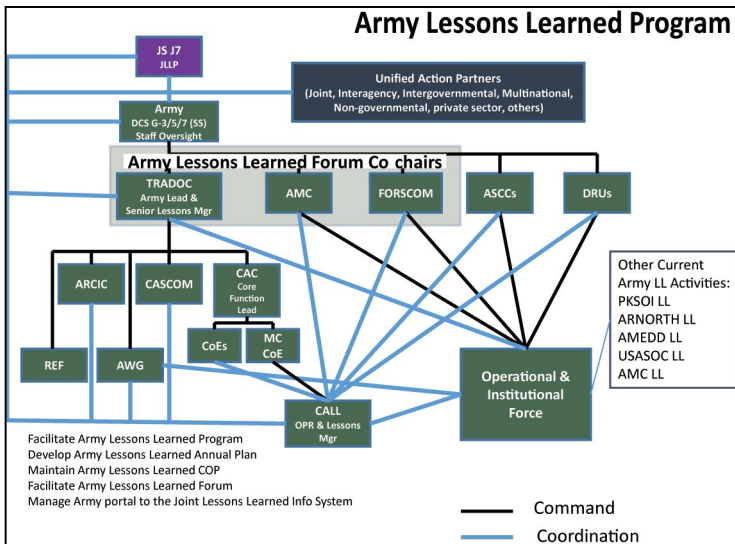 Army Lessons Learned Program
JS J7
JLLP
Unified Action Partners
(Joint, Interagency, Intergovernmental, Multinational,
Non-governmental, private sector, others)
Army
DCS G-3/5/7 (SS)
Staff Oversight
Army Lessons Learned Forum Co chairs
TRADOC
Army Lead &
Senior Lessons Mgr
AMC
FORSCOM
ASCCs
DRUs
ARCIC
CASCOM
CAC
Core
Function
Lead
REF
AWG
CoEs
MC
CoE
CALL
OPR & Lessons
Mgr
Operational &
Institutional
Force
Other Current
Army LL Activities:
PKSOI LL
ARNORTH LL
AMEDD LL
USASOC LL
AMC LL
Facilitate Army Lessons Learned Program
Develop Army Lessons Learned Annual Plan
Maintain Army Lessons Learned COP
Facilitate Army Lessons Learned Forum
Manage Army portal to the Joint Lessons Learned Info System
Command
Coordination